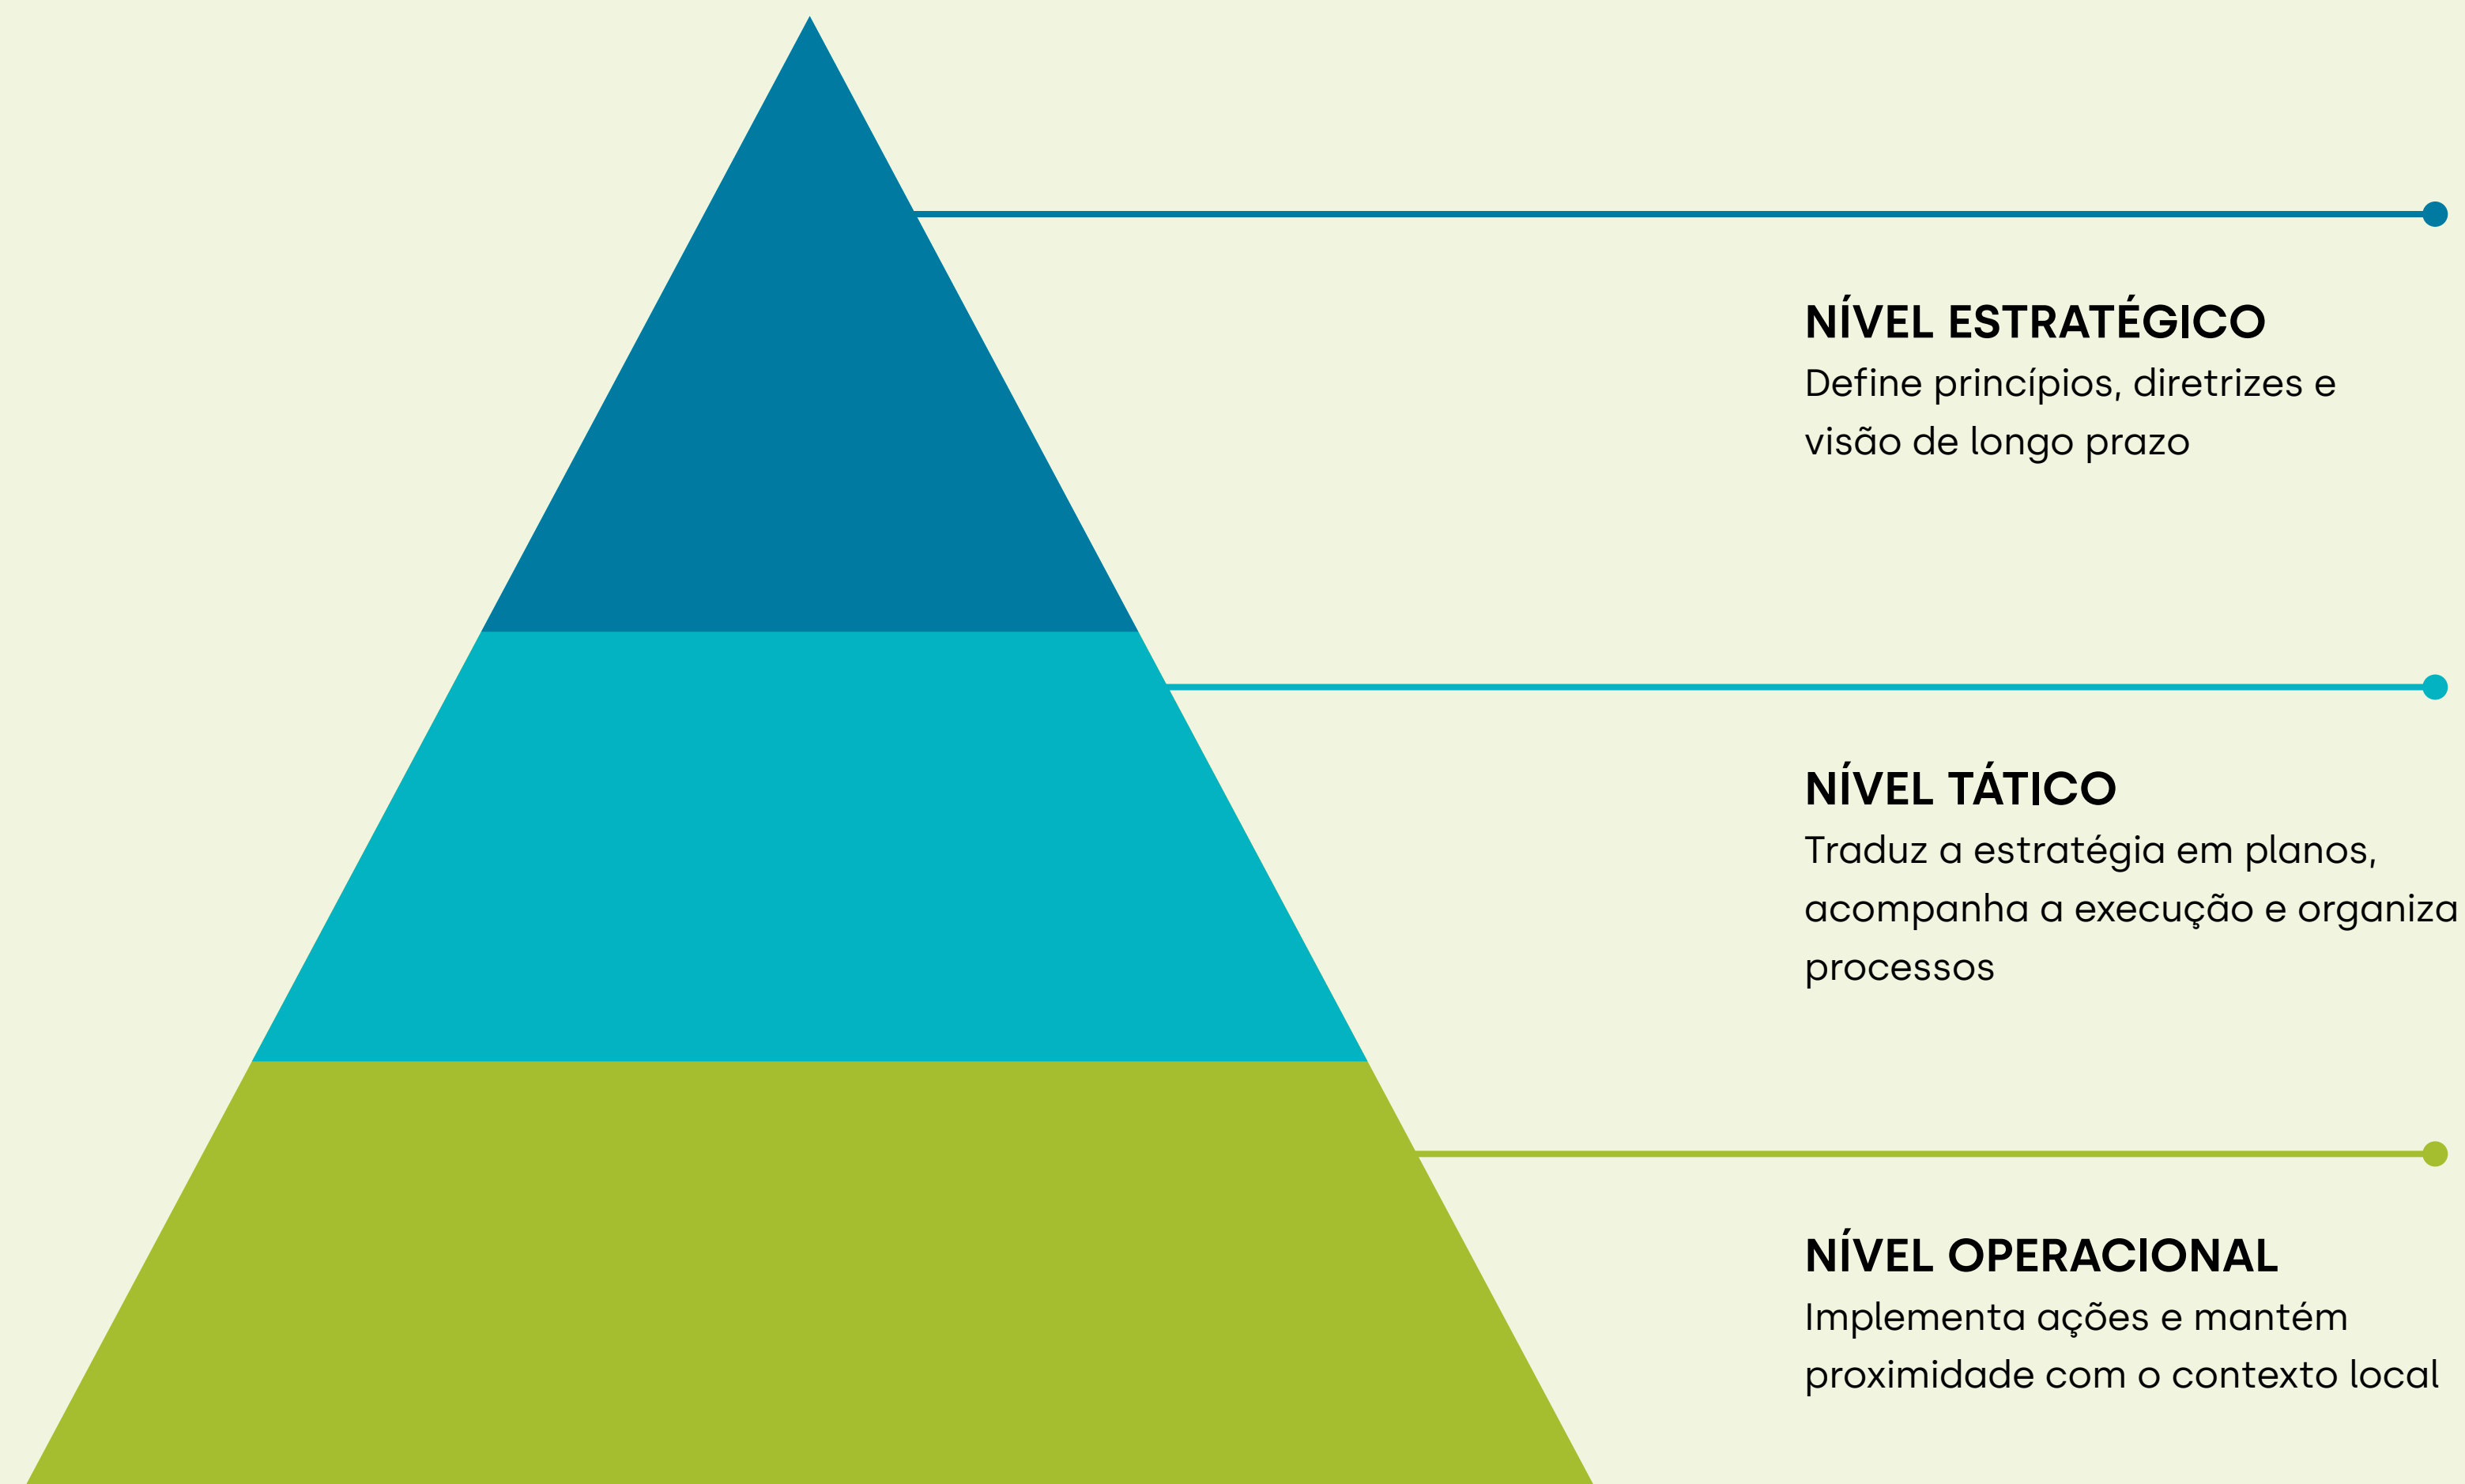 NÍVEL ESTRATÉGICO
Define princípios, diretrizes e
visão de longo prazo
NÍVEL TÁTICO
Traduz a estratégia em planos,
acompanha a execução e organiza
processos
NÍVEL OPERACIONAL
Implementa ações e mantém
proximidade com o contexto local